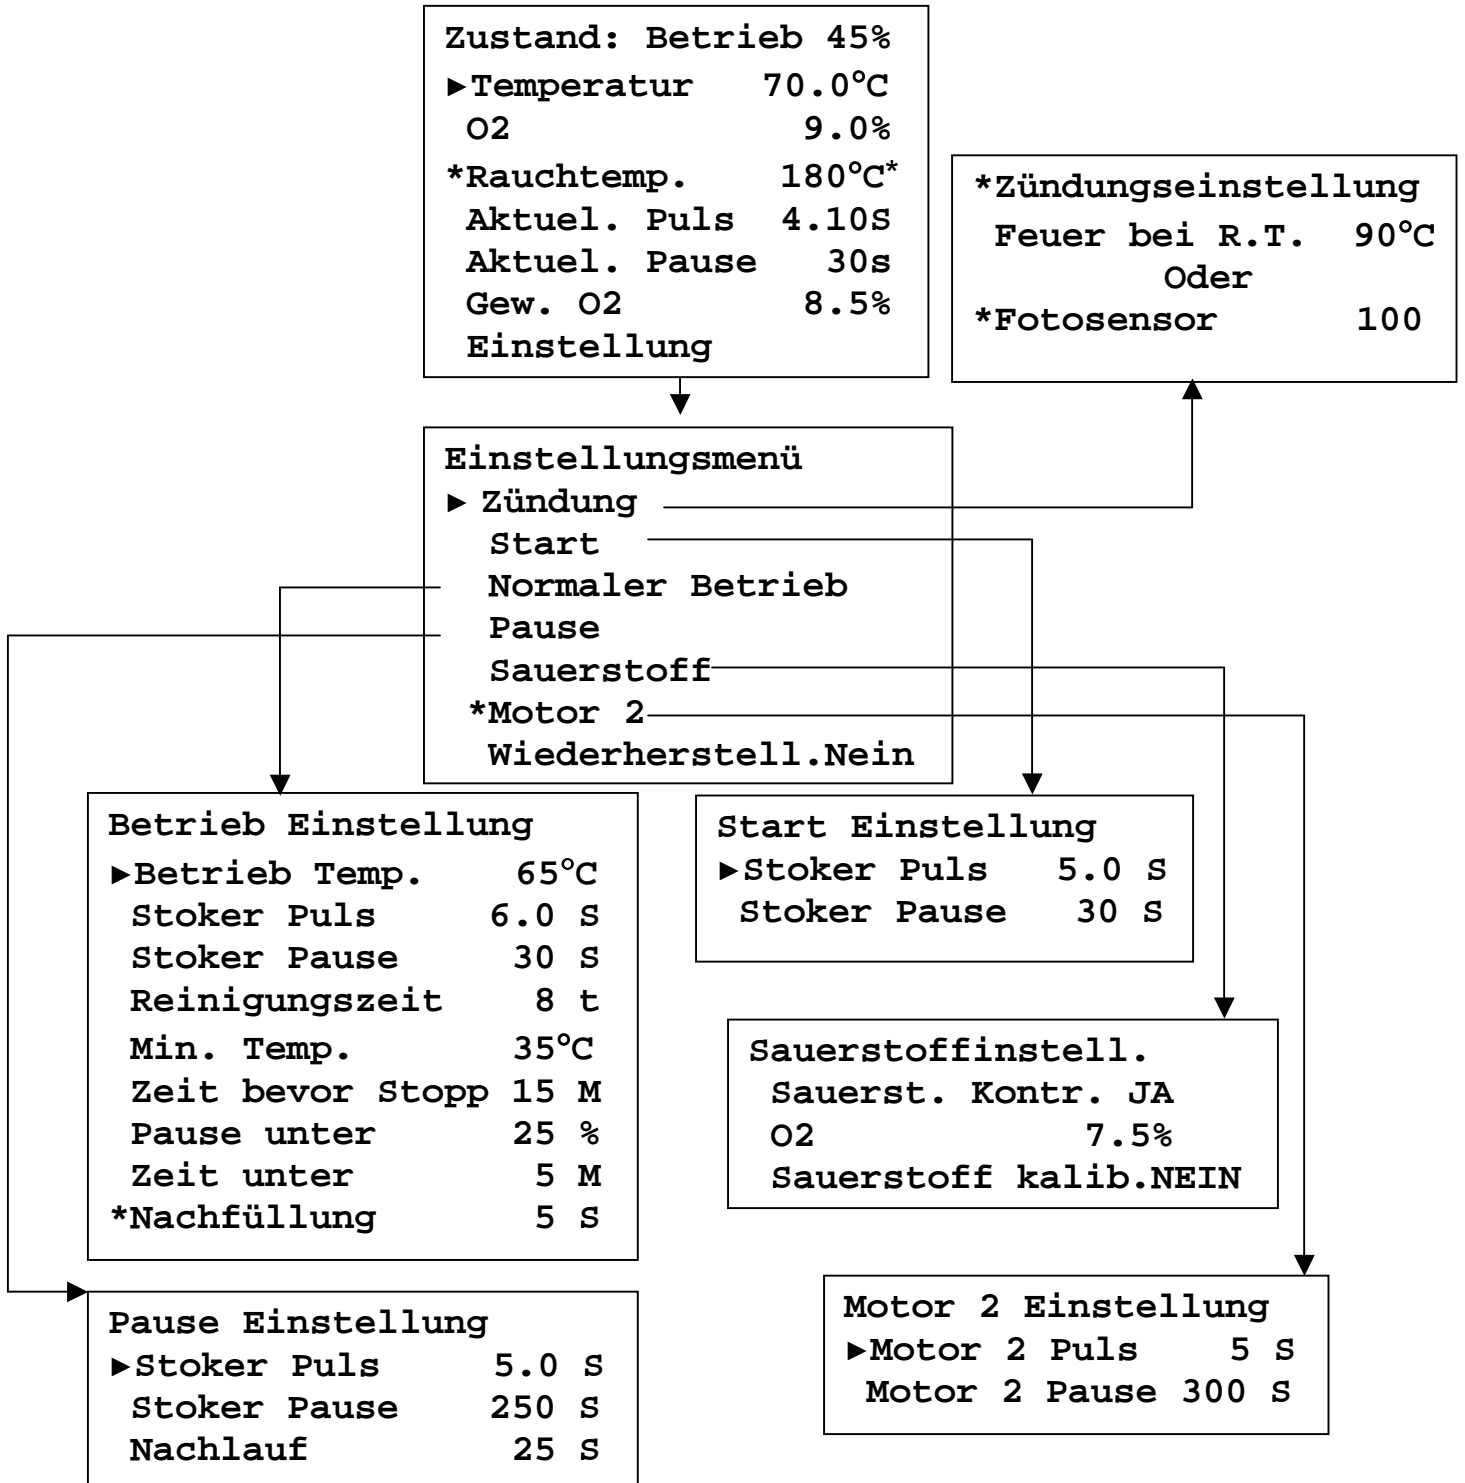 Zustand: Betrieb 45%
►Temperatur 70.0°C
O2 9.0%
*Rauchtemp. 180°C*
Aktuel. Puls 4.10S
Aktuel. Pause 30s
Gew. O2 8.5%
Einstellung
*Zündungseinstellung
Feuer bei R.T. 90°C
Oder
*Fotosensor 100
Einstellungsmenü
► Zündung
Start
Normaler Betrieb
Pause
Sauerstoff
*Motor 2
Wiederherstell.Nein
Betrieb Einstellung
►Betrieb Temp. 65°C
Stoker Puls 6.0 S
Stoker Pause 30 S
Reinigungszeit 8 t
Min. Temp. 35°C
Zeit bevor Stopp 15 M
Pause unter 25 %
Zeit unter 5 M
*Nachfüllung 5 S
Start Einstellung
►Stoker Puls 5.0 S
Stoker Pause 30 S
Sauerstoffinstell.
Sauerst. Kontr. JA
O2 7.5%
Sauerstoff kalib.NEIN
Pause Einstellung
►Stoker Puls 5.0 S
Stoker Pause 250 S
Nachlauf 25 S
Motor 2 Einstellung
►Motor 2 Puls 5 S
Motor 2 Pause 300 S